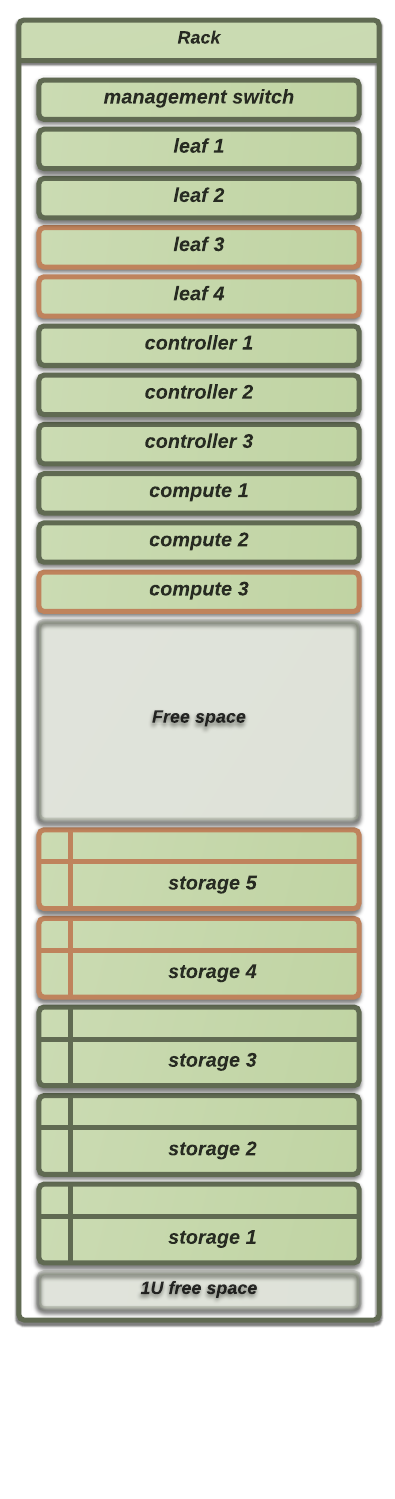 Rack
management switch
leaf 1
leaf 2
leaf 3
leaf 4
controller 1
controller 2
controller 3
compute 1
compute 2
compute 3
Free space
storage 5
storage 4
storage 3
storage 2
storage 1
1U free space